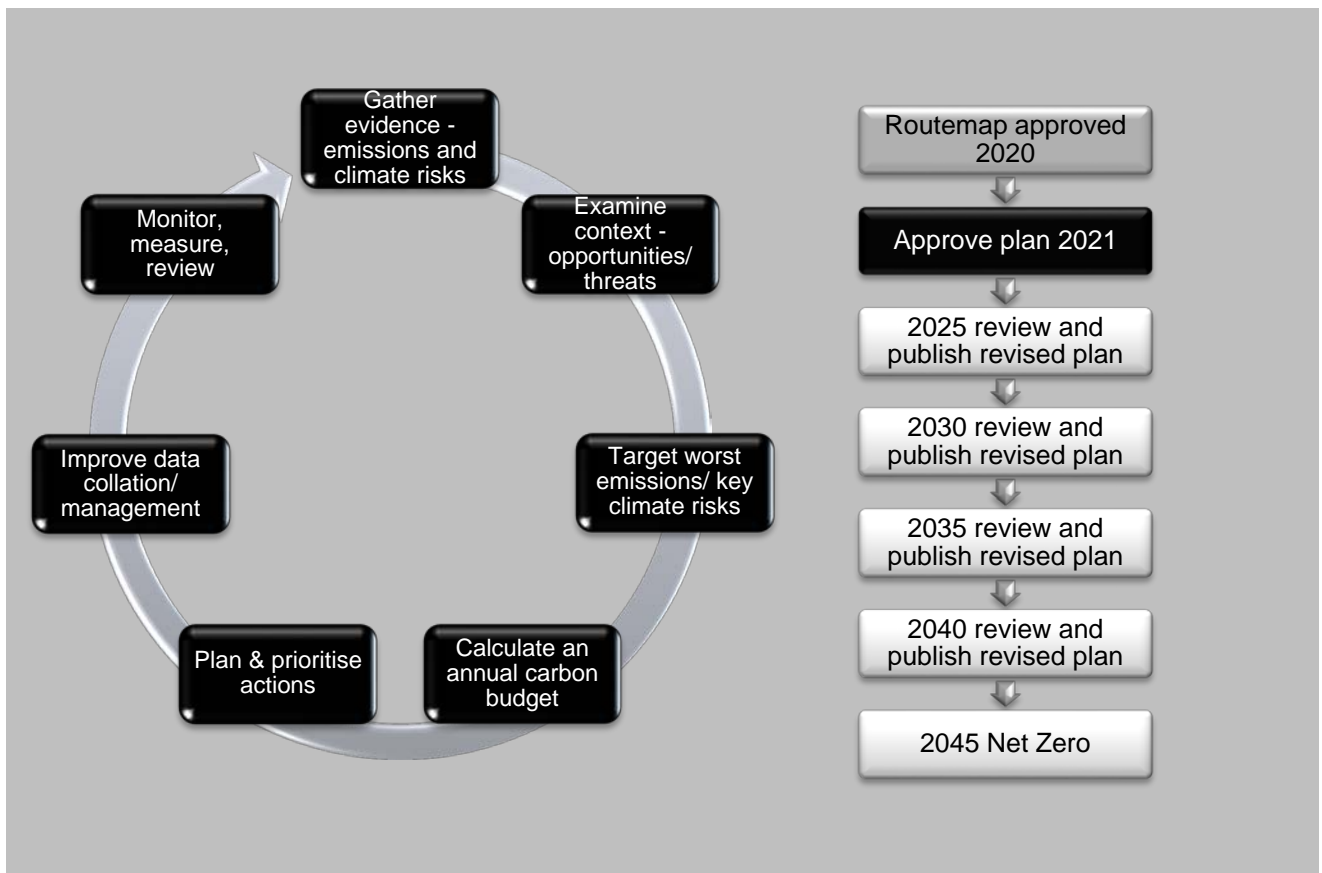 Gather
evidence -
emissions and
climate risks
Examine
context -
opportunities/
threats
Target worst
emissions/ key
climate risks
Calculate an
annual carbon
budget
Plan & prioritise
actions
Improve data
collation/
management
Monitor,
measure,
review
Routemap approved
2020
Approve plan 2021
2025 review and
publish revised plan
2030 review and
publish revised plan
2035 review and
publish revised plan
2040 review and
publish revised plan
2045 Net Zero